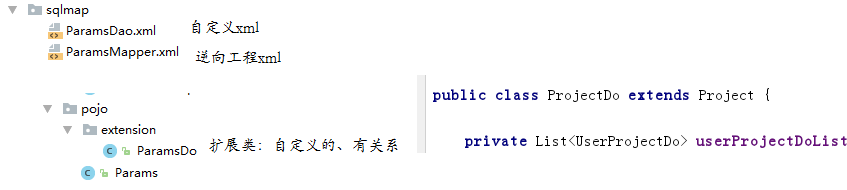 sqlmap
ParamsDao.xml 自定义xml
ParamsMapper.xml 逆向工程xml
pojo
extension
ParamsDo 扩展类：自定义的、有关系
Params
public class ProjectDo extends Project {
private List<UserProjectDo> userProjectDoList